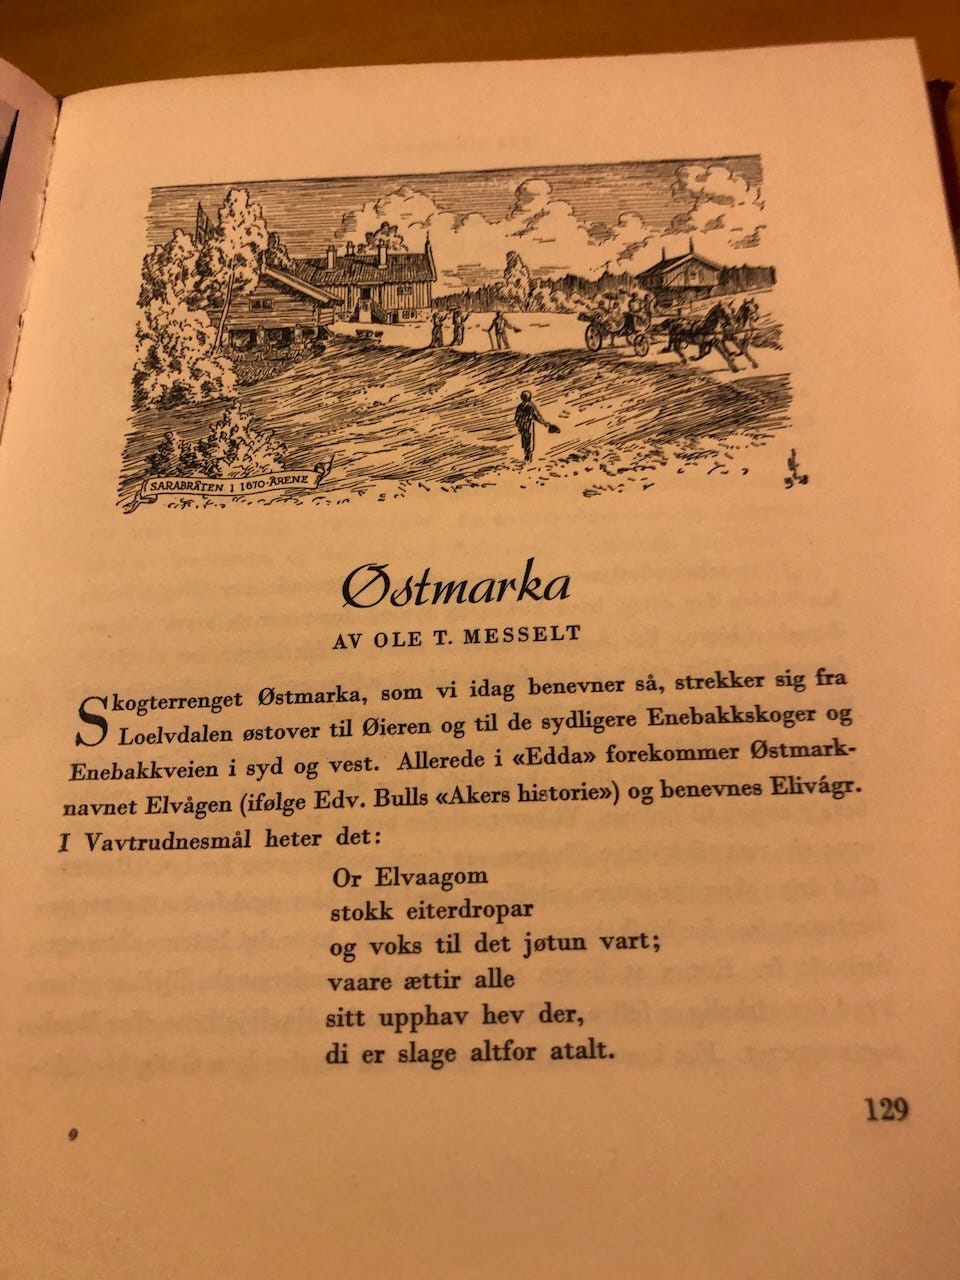 SARABRÅTEN I 1870-ÅRENE
Østmarka
AV OLE T. MESSELT
Skogterrenget Østmarka, som vi idag benevner så, strekker sig fra
Loelvdalen østover til Øieren og til de sydligere Enebakkskoger og
Enebakkveien i syd og vest. Allerede i «Edda» forekommer Østmark-
navnet Elvågen (ifølge Edv. Bulls «Akers historie») og benevnes Elivágr.
I Vavtrudnesmål heter det:
Or Elvaagom
stokk eiterdropar
og voks til det jøtun vart;
vaare ættir alle
sitt upphav hev der,
di er slage altfor atalt.
129
9